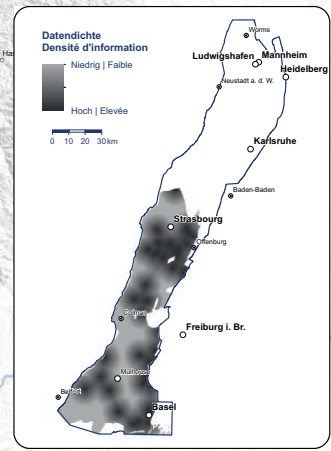 Datendichte
Densité d'information
Niedrig | Faible
Hoch | Elevée
0 10 20 30 km
Worms
Ludwigshafen
Mannheim
Heidelberg
Neustadt a. d. W.
Karlsruhe
Baden-Baden
Strasbourg
Offenburg
Colmar
Freiburg i. Br.
Mulhouse
Belfort
Basel